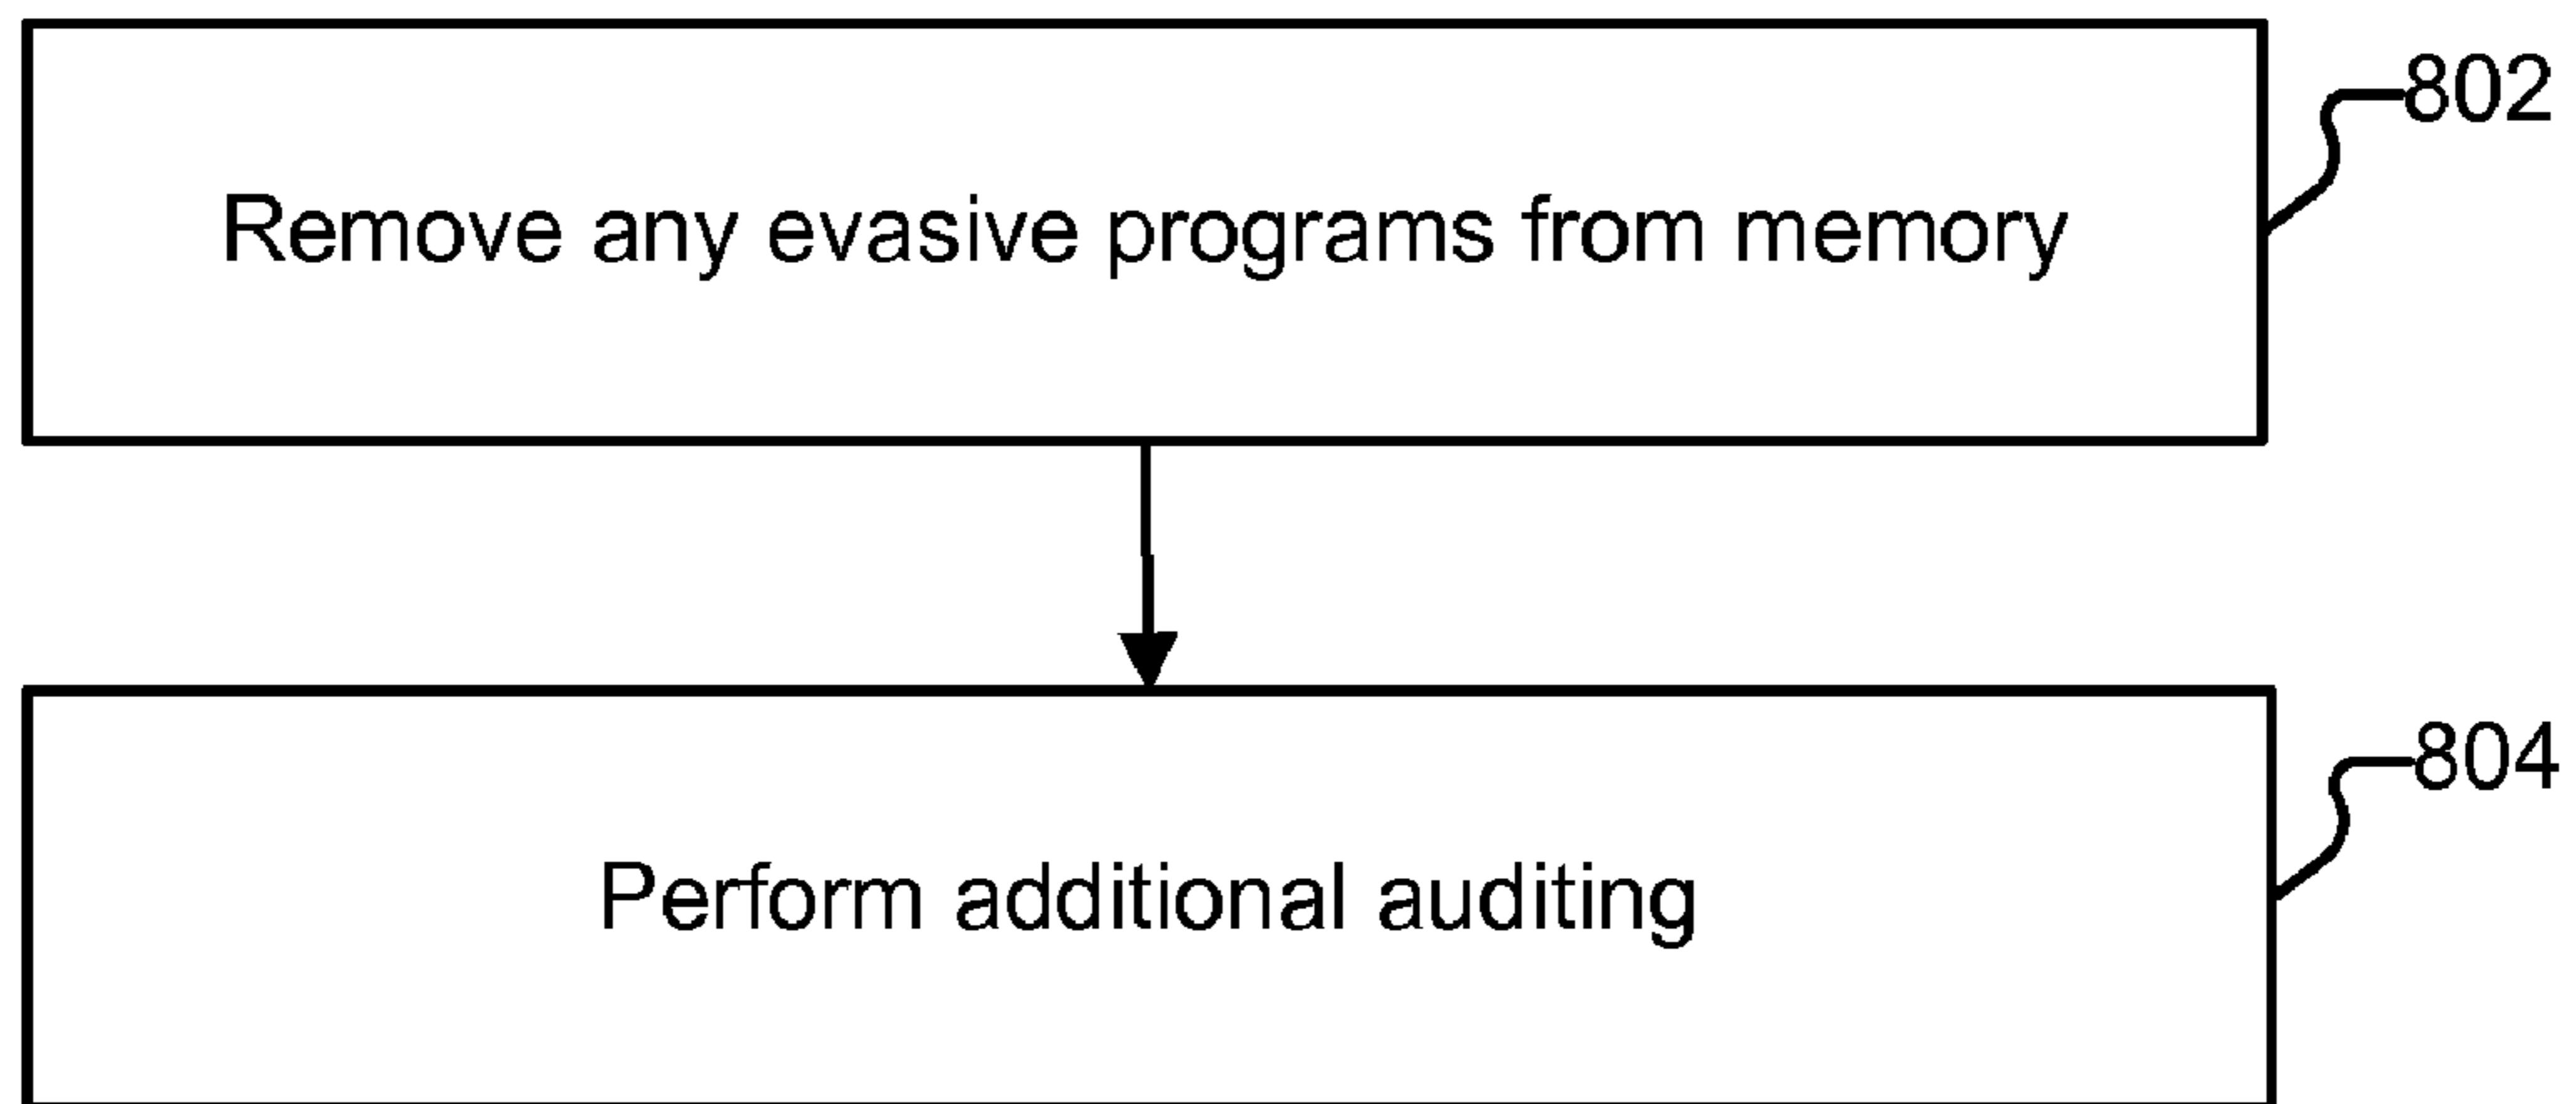 802
Remove any evasive programs from memory
804
Perform additional auditing